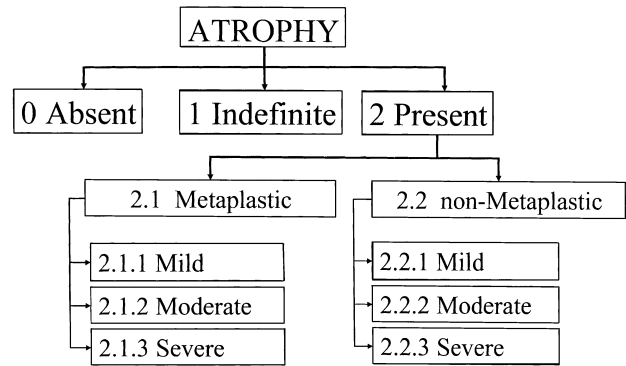 ATROPHY
0 Absent
1 Indefinite
2 Present
2.1 Metaplastic
2.2 non-Metaplastic
2.1.1 Mild
2.1.2 Moderate
2.1.3 Severe
2.2.1 Mild
2.2.2 Moderate
2.2.3 Severe